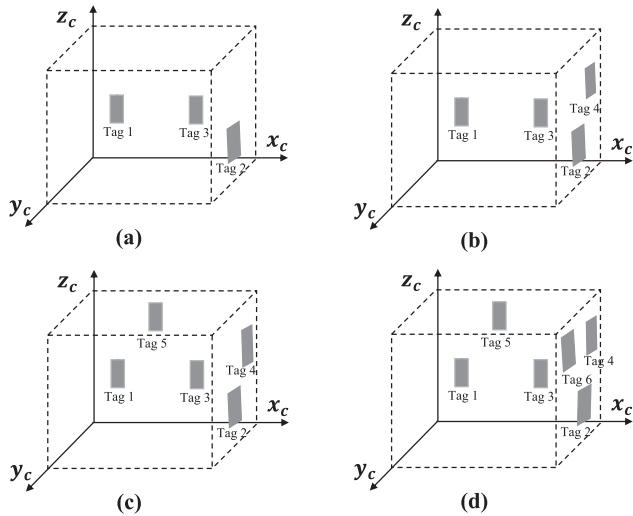 z_c
Tag 1
Tag 3
Tag 2
x_c
y_c
(a)
z_c
Tag 4
Tag 1
Tag 3
Tag 2
x_c
y_c
(b)
z_c
Tag 5
Tag 4
Tag 1
Tag 3
x_c
Tag 2
y_c
(c)
z_c
Tag 5
Tag 4
Tag 6
Tag 1
Tag 3
x_c
Tag 2
y_c
(d)